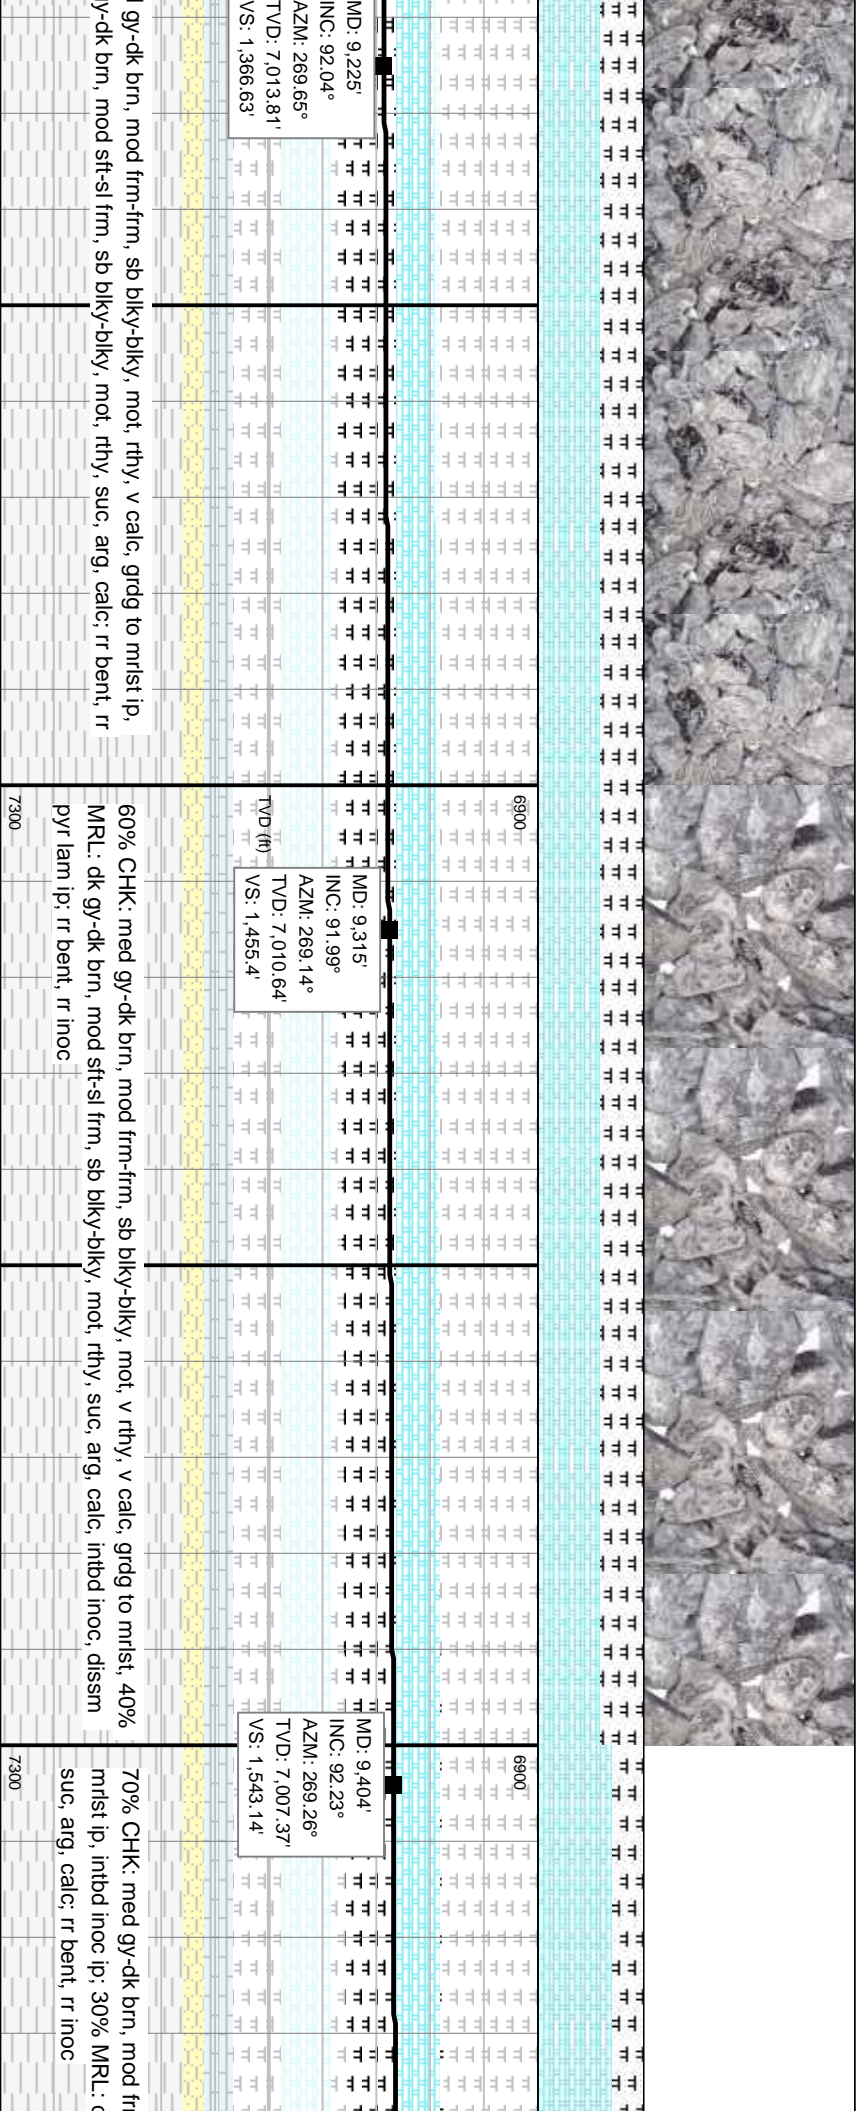 MD: 9,225'
INC: 92.04°
AZM: 269.65°
TVD: 7,013.81'
VS: 1,366.63'
gy-dk brn, mod frm-frm, sb blky-blky, mot, rthy, v calc, grdg to mrlst ip,
gy-dk brn, mod sft-sl frm, sb blky-blky, mot, rthy, suc, arg, calc; rr bent, rr
6900
TVD (ft)
7300
MD: 9,315'
INC: 91.99°
AZM: 269.14°
TVD: 7,010.64'
VS: 1,455.4'
60% CHK: med gy-dk brn, mod frm-frm, sb blky-blky, mot, v rthy, v calc, grdg to mrlst, 40%
MRL: dk gy-dk brn, mod sft-sl frm, sb blky-blky, mot, rthy, suc, arg, calc, intbd inoc, dissm
pyr lam ip; rr bent, rr inoc
6900
7300
MD: 9,404'
INC: 92.23°
AZM: 269.26°
TVD: 7,007.37'
VS: 1,543.14'
70% CHK: med gy-dk brn, mod
mrlst ip, intbd inoc ip; 30% MRL:
suc, arg, calc; rr bent, rr inoc